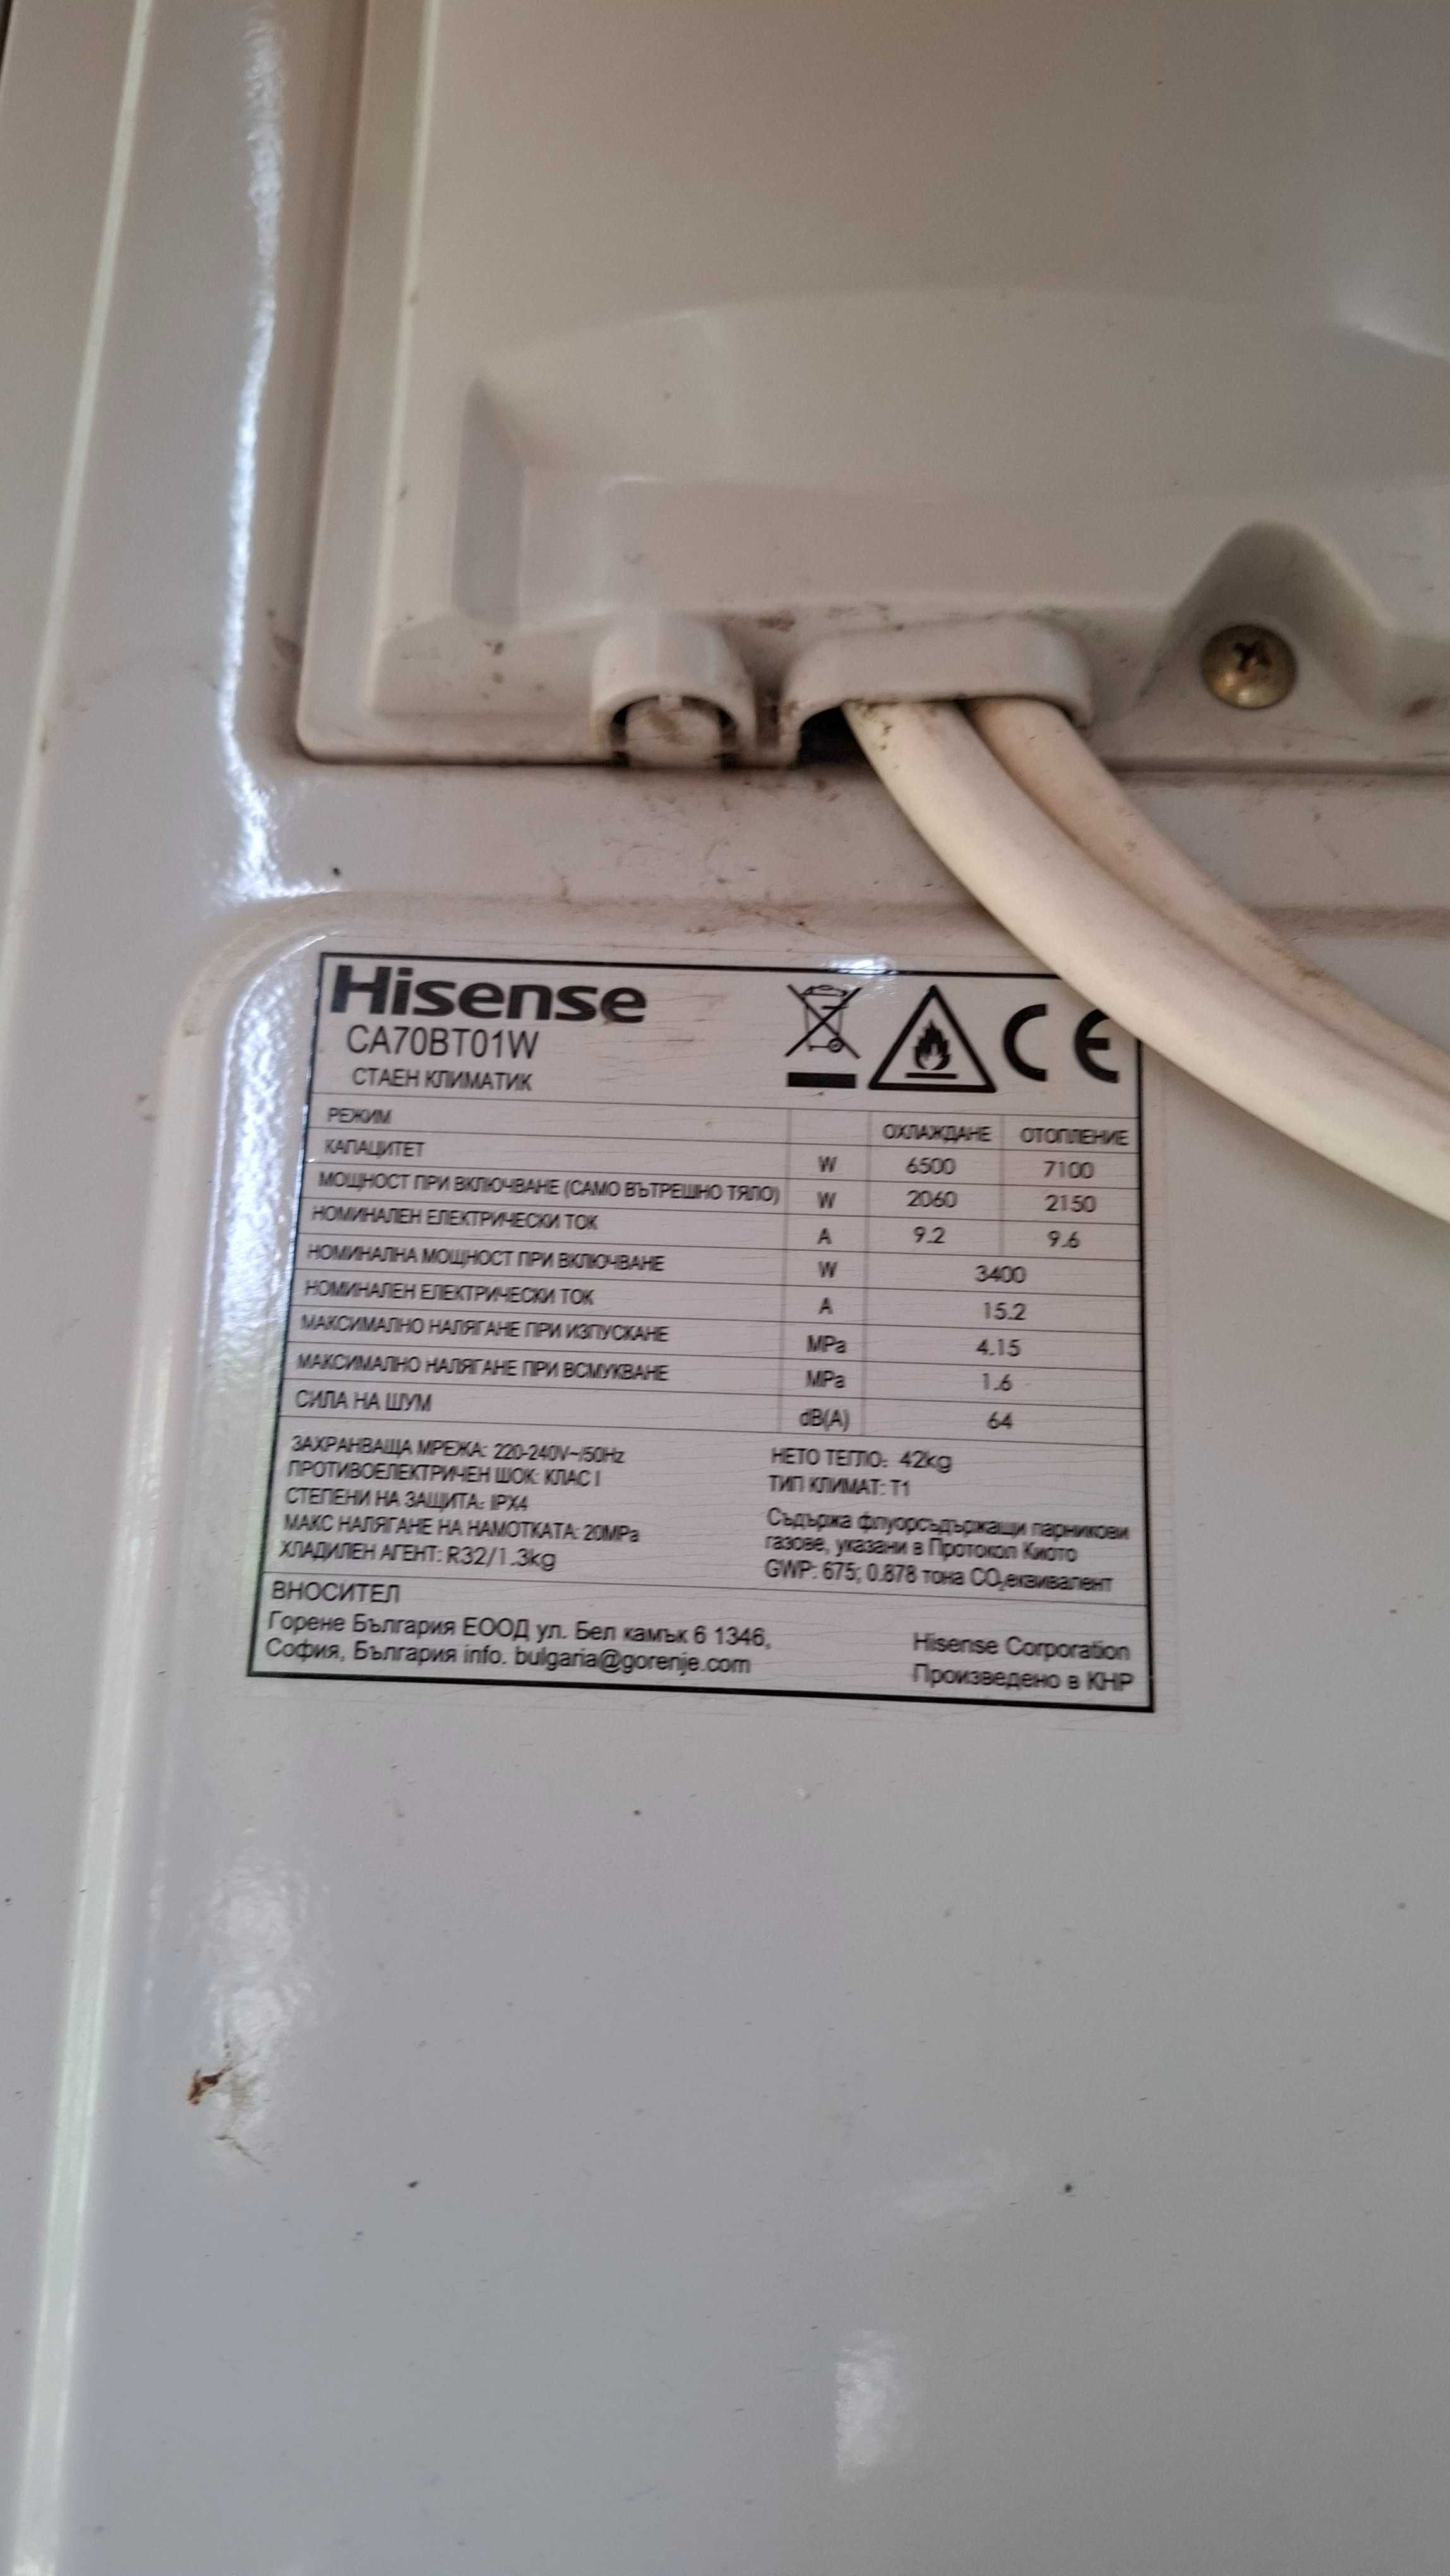 Hisense
CA70BT01W
СТАЕН КЛИМАТИК
CE
РЕЖИМ ОХЛАЖДАНЕ ОТОПЛЕНИЕ
КАПАЦИТЕТ W 6500 7100
МОЩНОСТ ПРИ ВКЛЮЧВАНЕ (САМО ВЪТРЕШНО ТЯЛО) W 2060 2150
НОМИНАЛЕН ЕЛЕКТРИЧЕСКИ ТОК A 9.2 9.6
НОМИНАЛНА МОЩНОСТ ПРИ ВКЛЮЧВАНЕ W 3400
НОМИНАЛЕН ЕЛЕКТРИЧЕСКИ ТОК A 15.2
МАКСИМАЛНО НАЛЯГАНЕ ПРИ ИЗПУСКАНЕ MPa 4.15
МАКСИМАЛНО НАЛЯГАНЕ ПРИ ВСМУКВАНЕ MPa 1.6
СИЛА НА ШУМ dB(A) 64
ЗАХРАНВАЩА МРЕЖА: 220-240V~/50Hz
ПРОТИВОЕЛЕКТРИЧЕН ШОК: КЛАС I
СТЕПЕНИ НА ЗАЩИТА: IPX4
МАКС НАЛЯГАНЕ НА НАМОТКАТА: 20MPa
ХЛАДИЛЕН АГЕНТ: R32/1.3kg
НЕТО ТЕГЛО: 42kg
ТИП КЛИМАТ: T1
Съдържа флуорсъдържащи парникови
газове, указани в Протокол Киото
GWP: 675; 0.878 тона CO₂еквивалент
ВНОСИТЕЛ
Горене България ЕООД ул. Бел камък 6 1346,
София, България info. bulgaria@gorenje.com
Hisense Corporation
Произведено в КНР